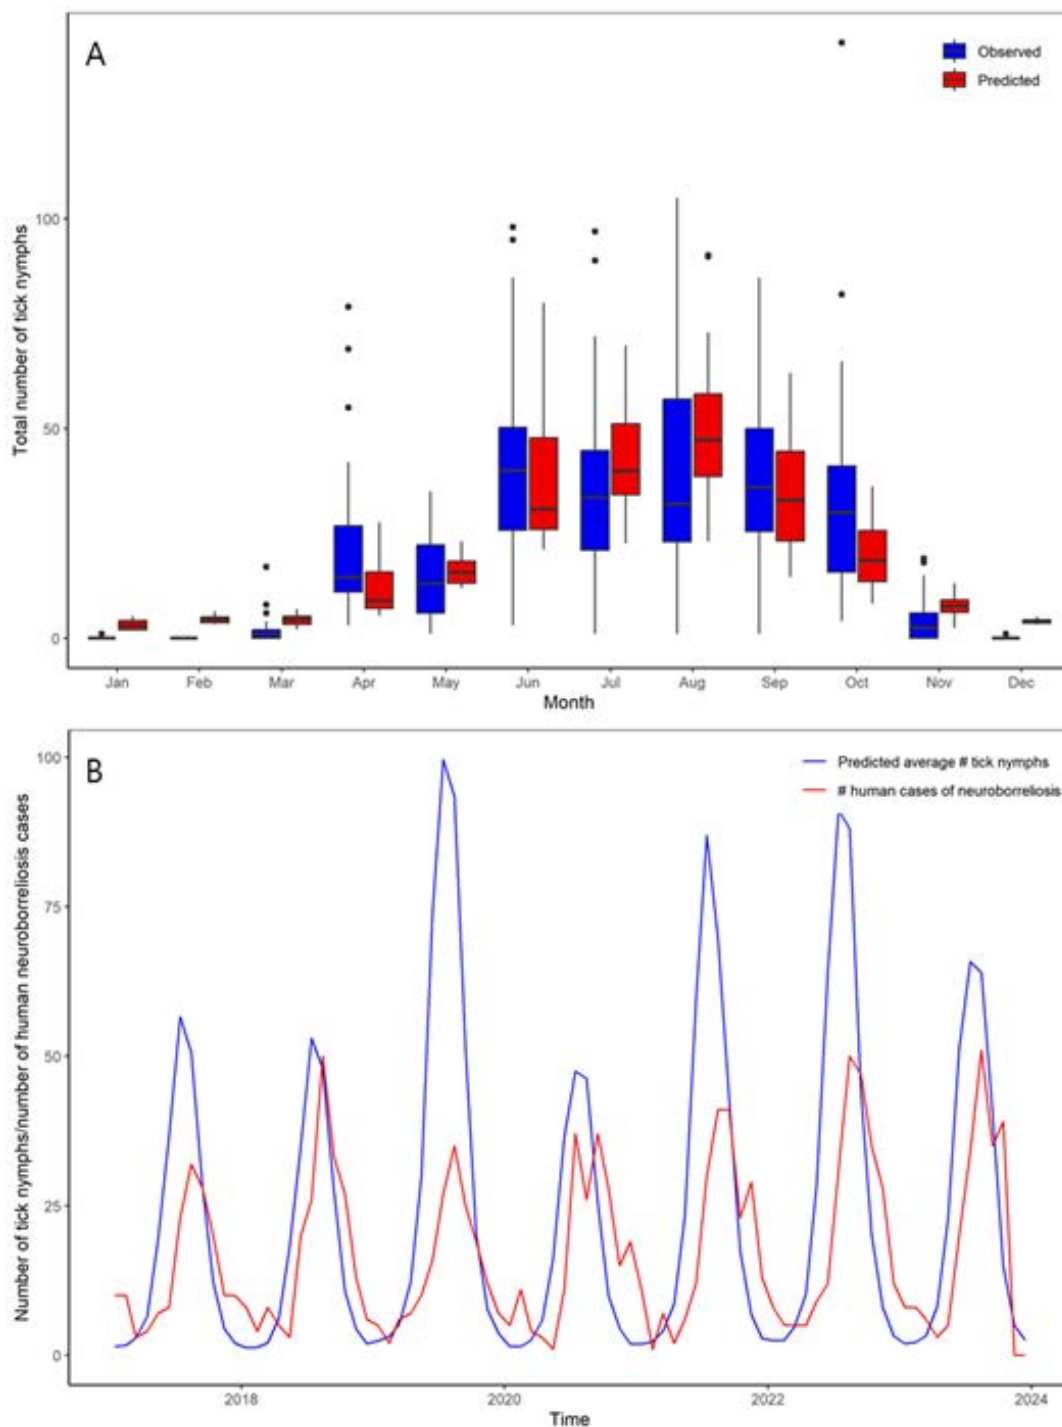 A
Observed
Predicted
Total number of tick nymphs
100
50
0
Jan Feb Mar Apr May Jun Jul Aug Sep Oct Nov Dec
Month
B
Predicted average # tick nymphs
# human cases of neuroborreliosis
Number of tick nymphs/number of human neuroborreliosis cases
100
75
50
25
0
2018 2020 2022 2024
Time